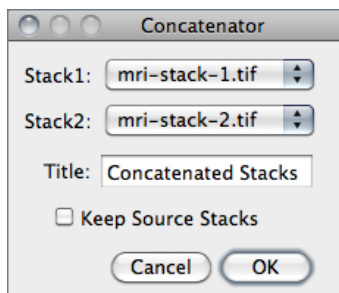 Concatenator
Stack1: mri-stack-1.tif
Stack2: mri-stack-2.tif
Title: Concatenated Stacks
Keep Source Stacks
Cancel OK